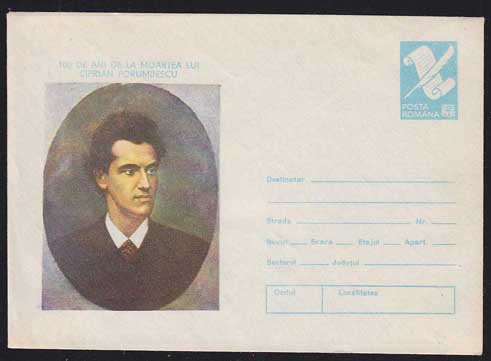 100 DE ANI DE LA MOARTEA LUI
CIPRIAN PORUMBESCU
POSTA
ROMANA
Destinatar
Strada Nr.
Blocul Scara Etajul Apart.
Sectorul Județul
Codul Localitatea